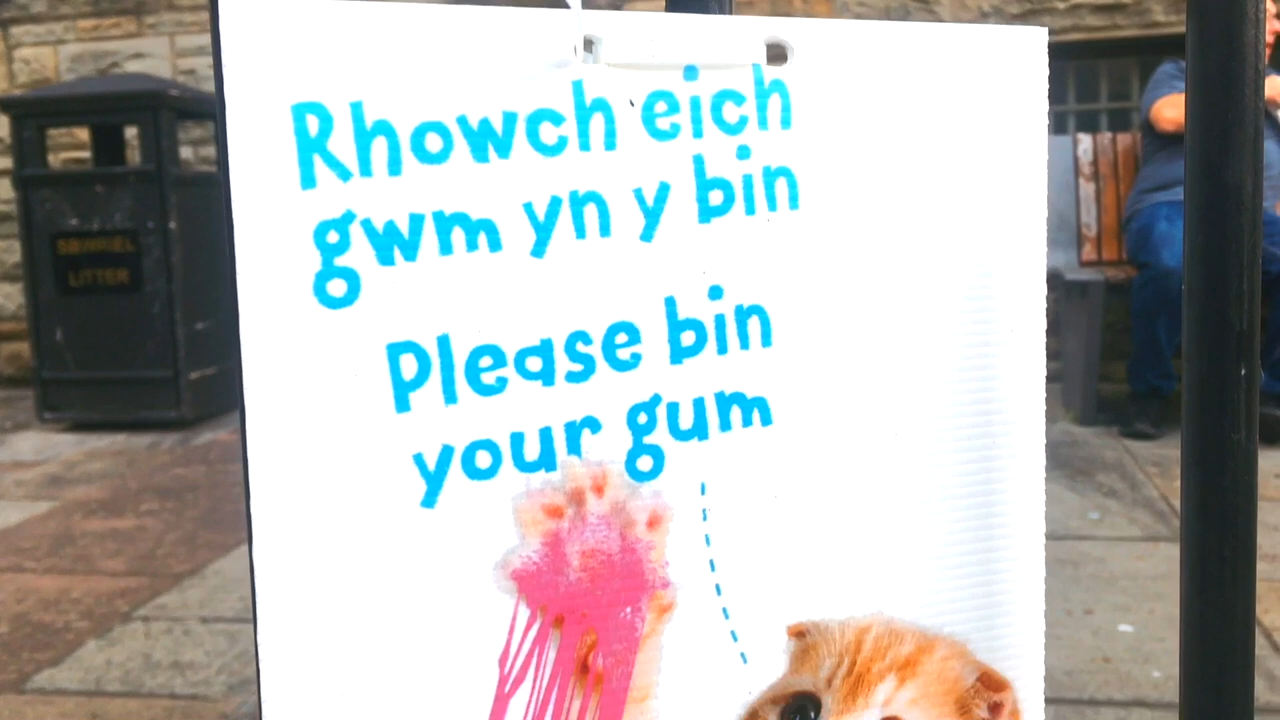 Rhowch eich
gwm yn y bin
Please bin
your gum
SBWRIEL
LITTER